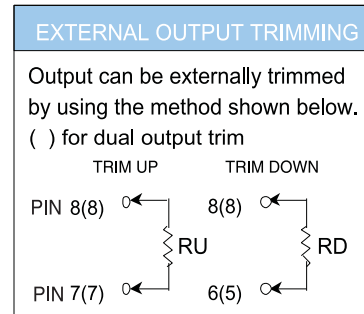 EXTERNAL OUTPUT TRIMMING
Output can be externally trimmed
by using the method shown below.
( ) for dual output trim
TRIM UP TRIM DOWN
PIN 8(8) 8(8)
RU RD
PIN 7(7) 6(5)